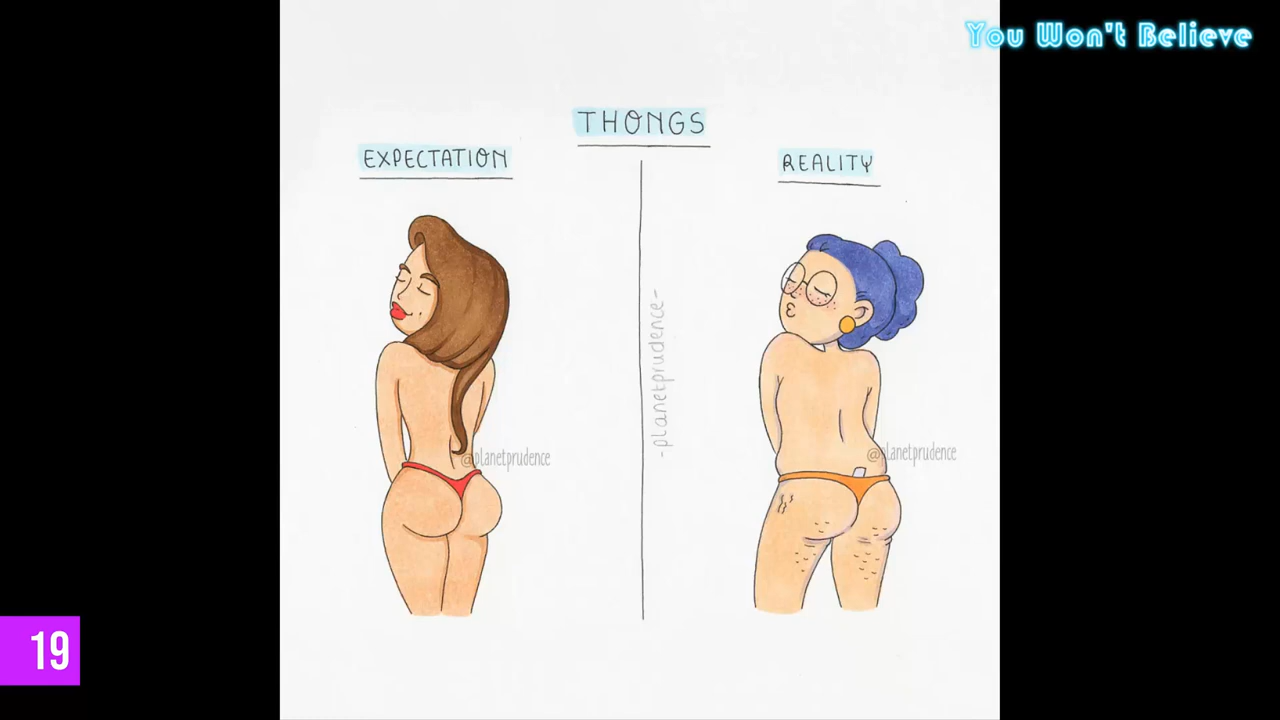 You Won't Believe
THONGS
EXPECTATION
REALITY
-planetprudence-
@planetprudence
@planetprudence
19